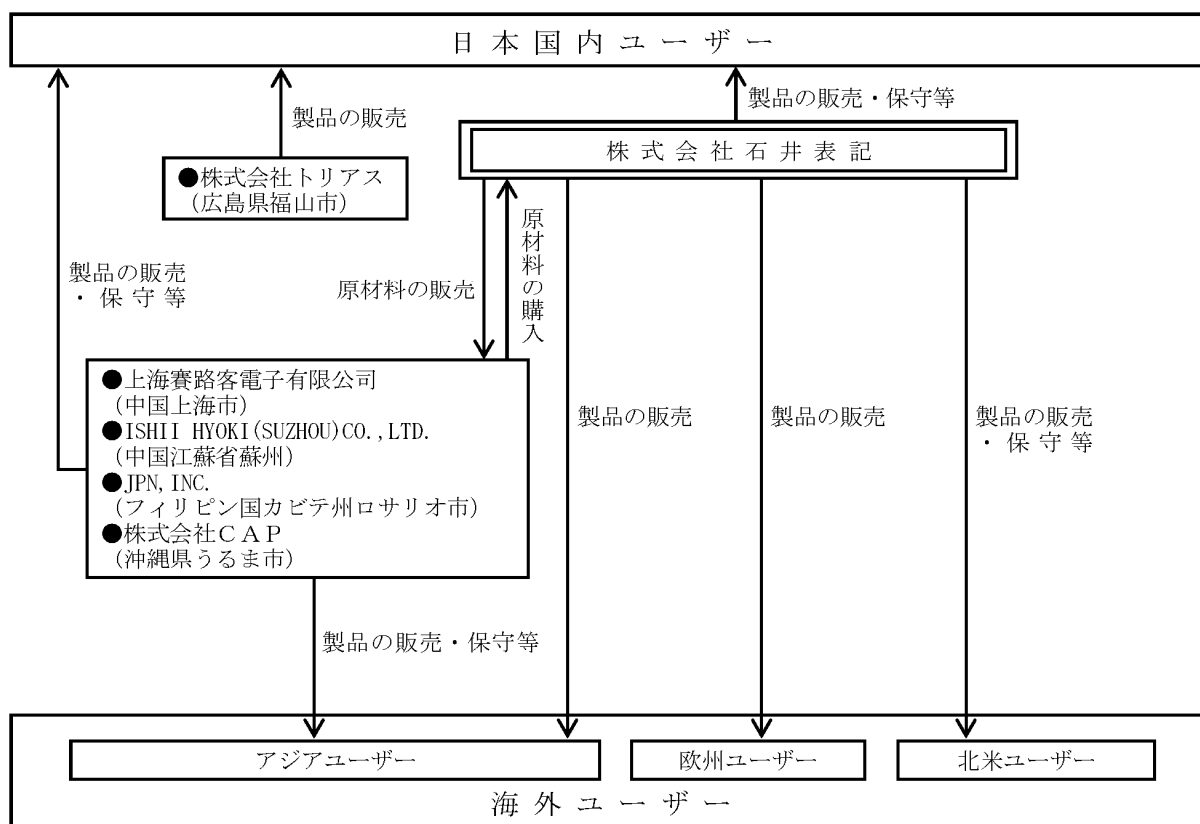 日本国内ユーザー
製品の販売・保守等
製品の販売
株式会社石井表記
●株式会社トリアス
(広島県福山市)
製品の販売
・保守等
原材料の販売
原材料の購入
●上海賽路客電子有限公司
(中国上海市)
●ISHII HYOKI(SUZHOU)CO.,LTD.
(中国江蘇省蘇州)
●JPN,INC.
(フィリピン国カビテ州ロサリオ市)
●株式会社CAP
(沖縄県うるま市)
製品の販売
製品の販売
製品の販売
・保守等
製品の販売・保守等
アジアユーザー
欧州ユーザー
北米ユーザー
海外ユーザー